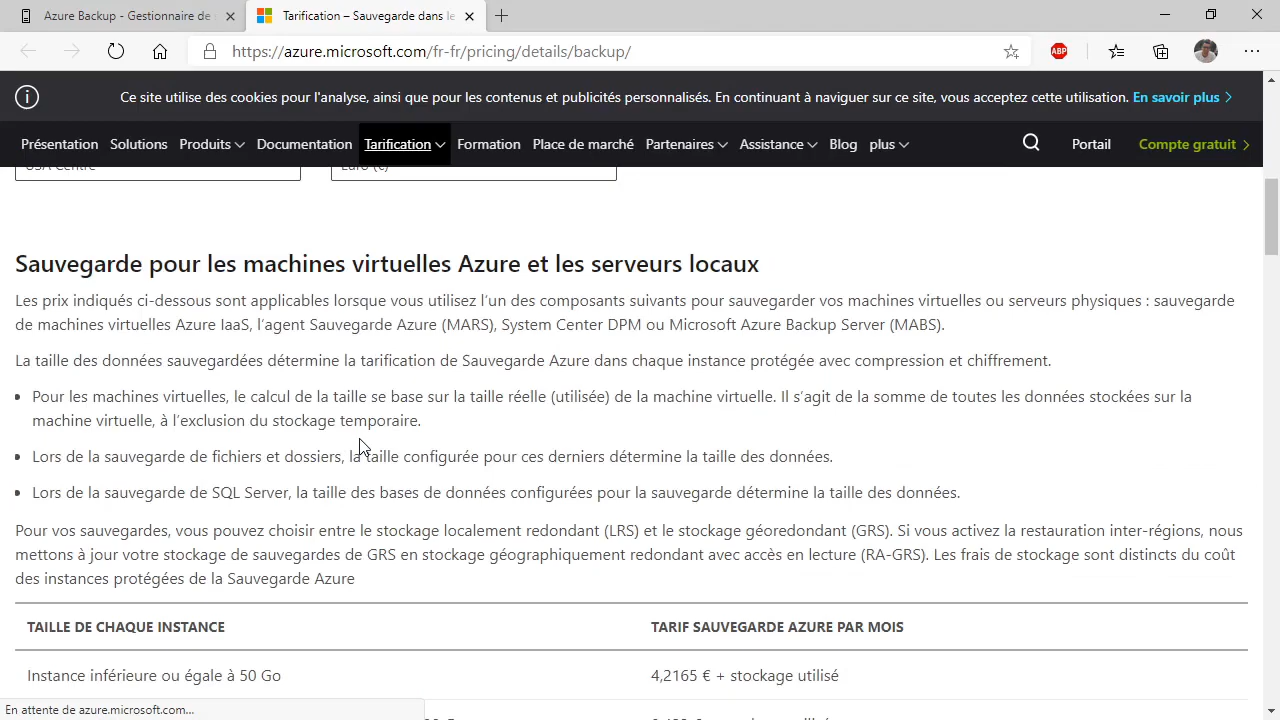 Azure Backup - Gestionnaire de
Tarification – Sauvegarde dans le
https://azure.microsoft.com/fr-fr/pricing/details/backup/
ABP
Ce site utilise des cookies pour l'analyse, ainsi que pour les contenus et publicités personnalisés. En continuant à naviguer sur ce site, vous acceptez cette utilisation. En savoir plus
Présentation Solutions Produits Documentation Tarification Formation Place de marché Partenaires Assistance Blog plus Portail Compte gratuit
USA Centre Euro (€)
Sauvegarde pour les machines virtuelles Azure et les serveurs locaux
Les prix indiqués ci-dessous sont applicables lorsque vous utilisez l’un des composants suivants pour sauvegarder vos machines virtuelles ou serveurs physiques : sauvegarde
de machines virtuelles Azure IaaS, l’agent Sauvegarde Azure (MARS), System Center DPM ou Microsoft Azure Backup Server (MABS).
La taille des données sauvegardées détermine la tarification de Sauvegarde Azure dans chaque instance protégée avec compression et chiffrement.
Pour les machines virtuelles, le calcul de la taille se base sur la taille réelle (utilisée) de la machine virtuelle. Il s’agit de la somme de toutes les données stockées sur la
machine virtuelle, à l’exclusion du stockage temporaire.
Lors de la sauvegarde de fichiers et dossiers, la taille configurée pour ces derniers détermine la taille des données.
Lors de la sauvegarde de SQL Server, la taille des bases de données configurées pour la sauvegarde détermine la taille des données.
Pour vos sauvegardes, vous pouvez choisir entre le stockage localement redondant (LRS) et le stockage géoredondant (GRS). Si vous activez la restauration inter-régions, nous
mettons à jour votre stockage de sauvegardes de GRS en stockage géographiquement redondant avec accès en lecture (RA-GRS). Les frais de stockage sont distincts du coût
des instances protégées de la Sauvegarde Azure
TAILLE DE CHAQUE INSTANCE TARIF SAUVEGARDE AZURE PAR MOIS
Instance inférieure ou égale à 50 Go 4,2165 € + stockage utilisé
En attente de azure.microsoft.com...